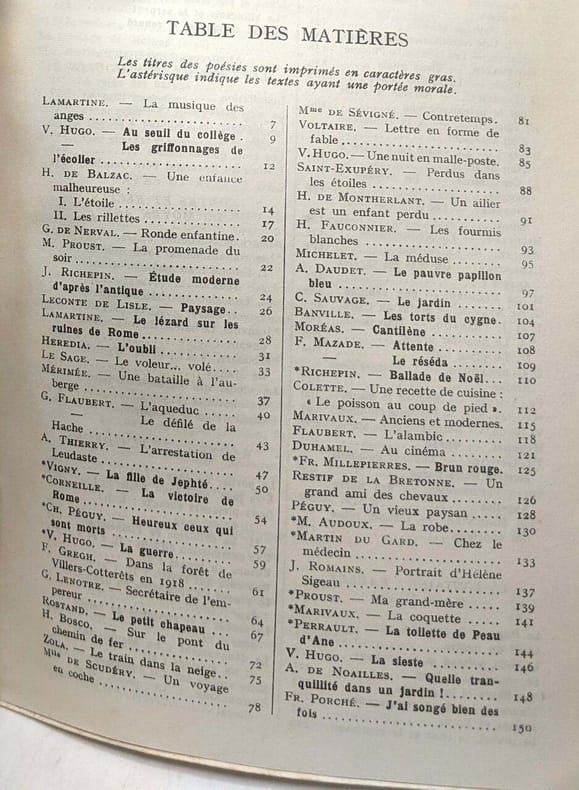 TABLE DES MATIÈRES
Les titres des poésies sont imprimés en caractères gras.
L'astérisque indique les textes ayant une portée morale.
LAMARTINE. — La musique des
anges .................... 7
V. HUGO. — Au seuil du collège . 9
— Les griffonnages de
l'écolier .................... 12
H. DE BALZAC. — Une enfance
malheureuse :
I. L'étoile .................... 14
II. Les rillettes .................... 17
G. DE NERVAL. — Ronde enfantine. 20
M. PROUST. — La promenade du
soir .................... 22
J. RICHEPIN. — Étude moderne
d'après l'antique .................... 24
LECONTE DE LISLE. — Paysage.. 26
LAMARTINE. — Le lézard sur les
ruines de Rome .................... 28
HEREDIA. — L'oubli .................... 31
LE SAGE. — Le voleur... volé.... 33
MÉRIMÉE. — Une bataille à l'au-
berge .................... 37
G. FLAUBERT. — L'aqueduc ...... 40
— Le défilé de la
Hache .................... 43
A. THIERRY. — L'arrestation de
Leudaste .................... 47
*VIGNY. — La fille de Jephté.... 50
*CORNEILLE. — La victoire de
Rome .................... 54
*CH. PÉGUY. — Heureux ceux qui
sont morts .................... 57
*V. HUGO. — La guerre .......... 59
F. GREGH. — Dans la forêt de
Villers-Cotterêts en 1918 ....... 61
G. LENOTRE. — Secrétaire de l'em-
pereur .................... 64
ROSTAND. — Le petit chapeau ... 67
H. BOSCO. — Sur le pont du
chemin de fer .................... 72
ZOLA. — Le train dans la neige.. 75
Mlle DE SCUDÉRY. — Un voyage
en coche .................... 78
Mme DE SÉVIGNÉ. — Contretemps. 81
VOLTAIRE. — Lettre en forme de
fable .................... 83
V. HUGO. — Une nuit en malle-poste. 85
SAINT-EXUPÉRY. — Perdus dans
les étoiles .................... 88
H. DE MONTHERLANT. — Un ailier
est un enfant perdu .......... 91
H. FAUCONNIER. — Les fourmis
blanches .................... 93
MICHELET. — La méduse ........ 95
A. DAUDET. — Le pauvre papillon
bleu .................... 97
C. SAUVAGE. — Le jardin ....... 101
BANVILLE. — Les torts du cygne. 104
MORÉAS. — Cantilène .......... 107
F. MAZADE. — Attente .......... 108
— Le réséda ....... 109
*RICHEPIN. — Ballade de Noël... 110
COLETTE. — Une recette de cuisine :
« Le poisson au coup de pied ». 112
MARIVAUX. — Anciens et modernes. 115
FLAUBERT. — L'alambic ......... 118
DUHAMEL. — Au cinéma ......... 121
*FR. MILLEPIERRES. — Brun rouge. 125
RESTIF DE LA BRETONNE. — Un
grand ami des chevaux ........ 126
PÉGUY. — Un vieux paysan ...... 128
*M. AUDOUX. — La robe......... 130
*MARTIN DU GARD. — Chez le
médecin .................... 133
J. ROMAINS. — Portrait d'Hélène
Sigeau .................... 137
*PROUST. — Ma grand-mère ..... 139
*MARIVAUX. — La coquette ..... 141
*PERRAULT. — La toilette de Peau
d'Ane .................... 144
V. HUGO. — La sieste .......... 146
A. DE NOAILLES. — Quelle tran-
quillité dans un jardin !........ 148
FR. PORCHÉ. — J'ai songé bien des
fois .................... 150